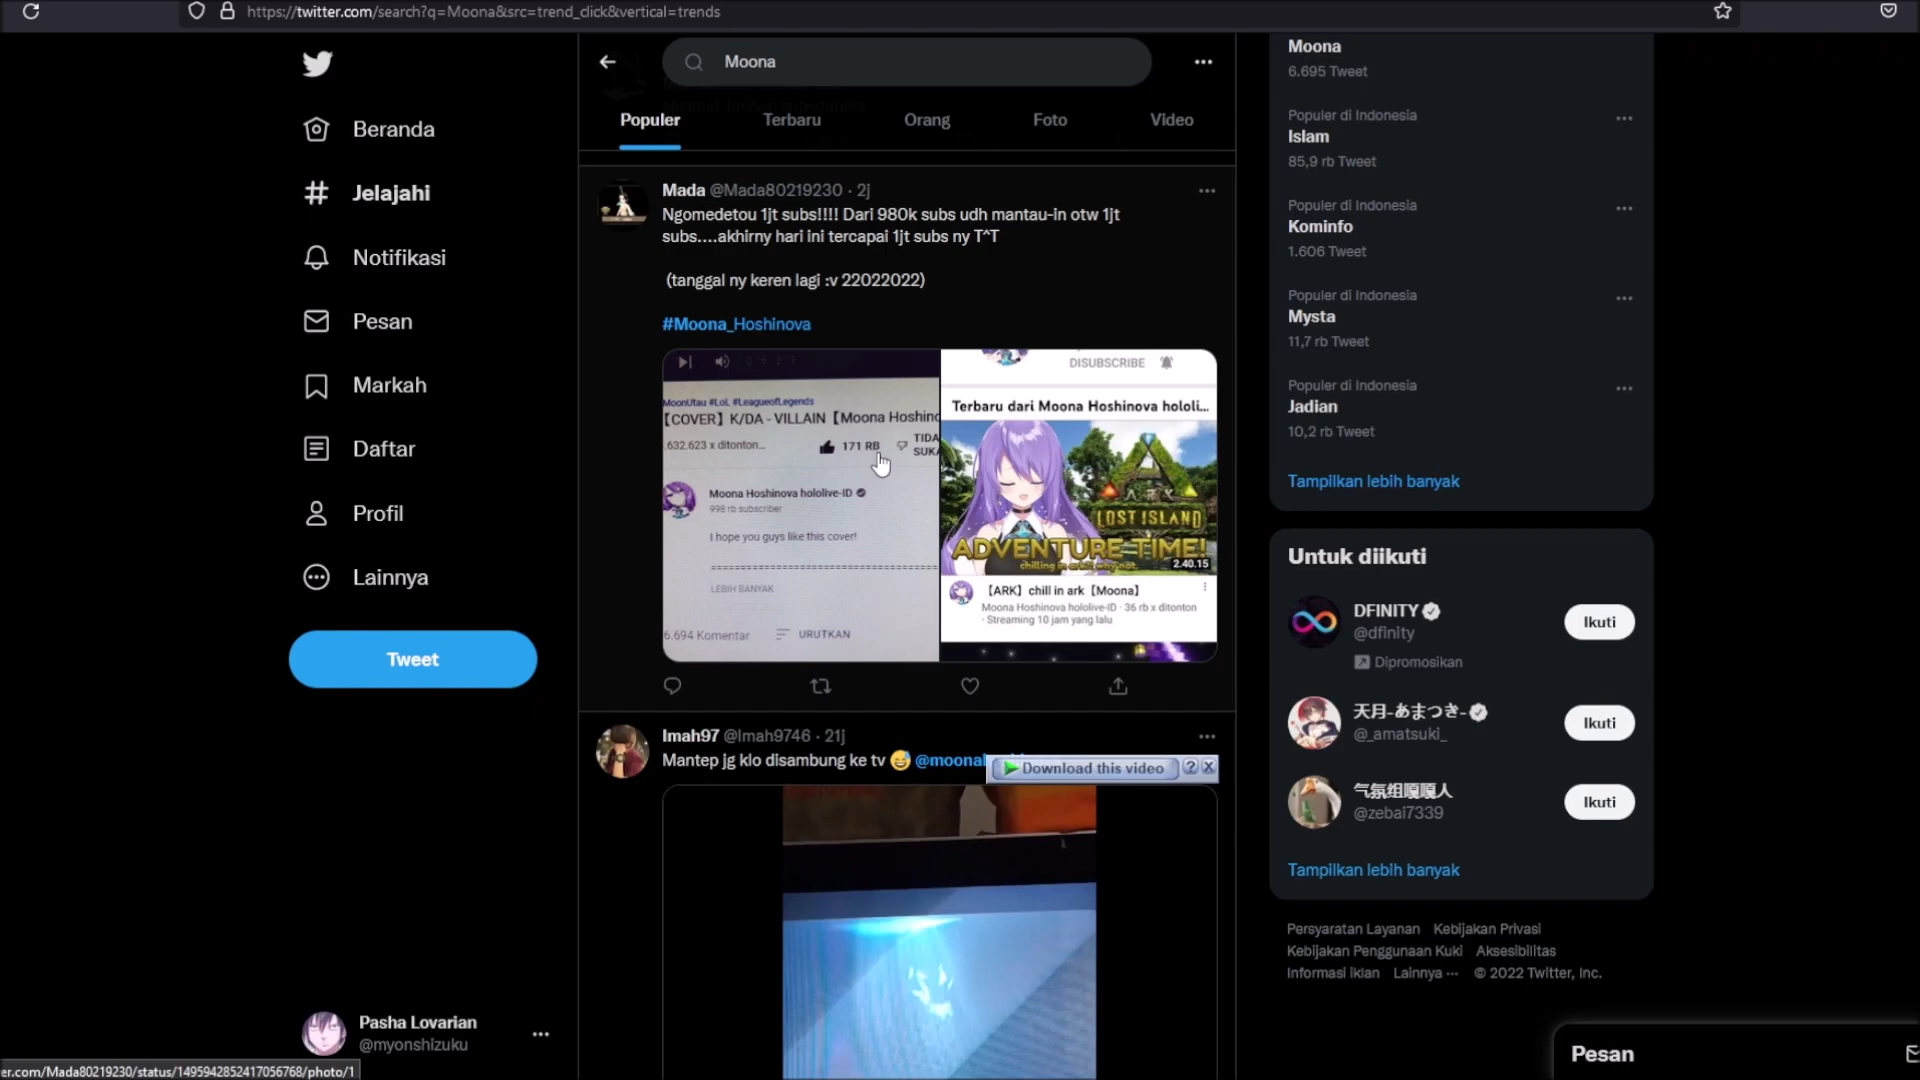 https://twitter.com/search?q=Moona&src=trend_click&vertical=trends
Beranda
Jelajahi
Notifikasi
Pesan
Markah
Daftar
Profil
Lainnya
Tweet
Pasha Lovarian
@myonshizuku
er.com/Mada80219230/status/1495942852417056768/photo/1
Moona
Populer Terbaru Orang Foto Video
Mada @Mada80219230 · 2j
Ngomedetou 1jt subs!!!! Dari 980k subs udh mantau-in otw 1jt
subs....akhirny hari ini tercapai 1jt subs ny T^T
(tanggal ny keren lagi :v 22022022)
#Moona_Hoshinova
MoonUtau #LoL #LeagueofLegends
【COVER】K/DA - VILLAIN【Moona Hoshino
.632.623 x ditonton...
171 RB
TIDA
SUKA
Moona Hoshinova hololive-ID
998 rb subscriber
I hope you guys like this cover!
LEBIH BANYAK
6.694 Komentar
URUTKAN
DISUBSCRIBE
Terbaru dari Moona Hoshinova hololi...
ARK
LOST ISLAND
ADVENTURE TIME!
chilling in ark! why not.
2.40.15
【ARK】chill in ark【Moona】
Moona Hoshinova hololive-ID · 36 rb x ditonton
· Streaming 10 jam yang lalu
Imah97 @Imah9746 · 21j
Mantep jg klo disambung ke tv 😅
Download this video
Moona
6.695 Tweet
Populer di Indonesia
Islam
85,9 rb Tweet
Populer di Indonesia
Kominfo
1.606 Tweet
Populer di Indonesia
Mysta
11,7 rb Tweet
Populer di Indonesia
Jadian
10,2 rb Tweet
Tampilkan lebih banyak
Untuk diikuti
DFINITY
@dfinity
Dipromosikan
Ikuti
天月-あまつき-
@_amatsuki_
Ikuti
气氛组嘎嘎人
@zebai7339
Ikuti
Tampilkan lebih banyak
Persyaratan Layanan Kebijakan Privasi
Kebijakan Penggunaan Kuki Aksesibilitas
Informasi Iklan Lainnya ··· © 2022 Twitter, Inc.
Pesan